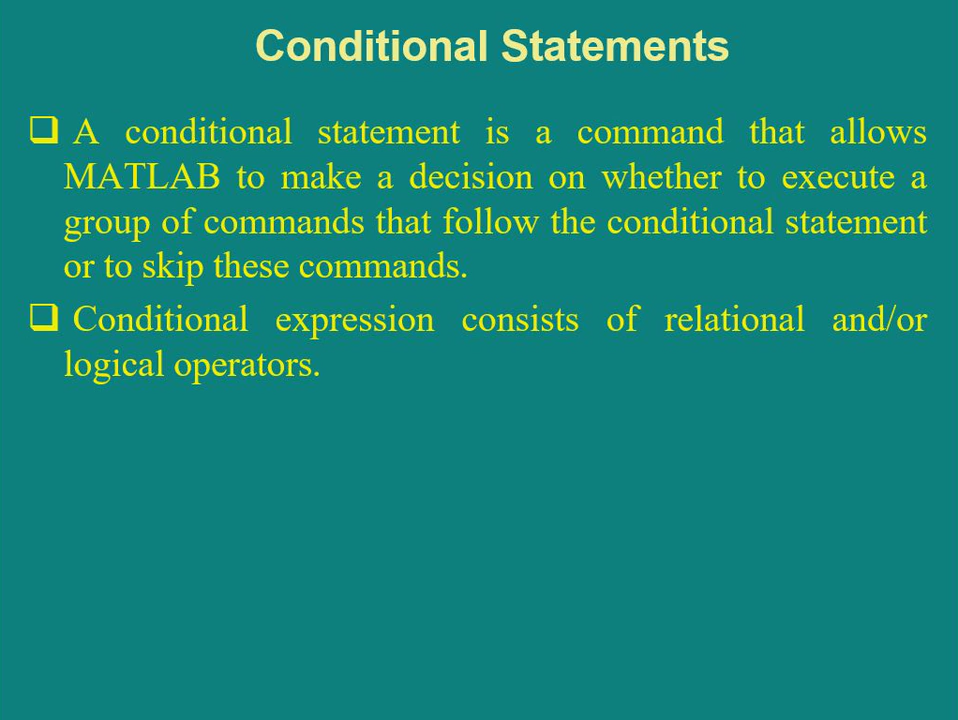 Conditional Statements
❑ A conditional statement is a command that allows
MATLAB to make a decision on whether to execute a
group of commands that follow the conditional statement
or to skip these commands.
❑ Conditional expression consists of relational and/or
logical operators.